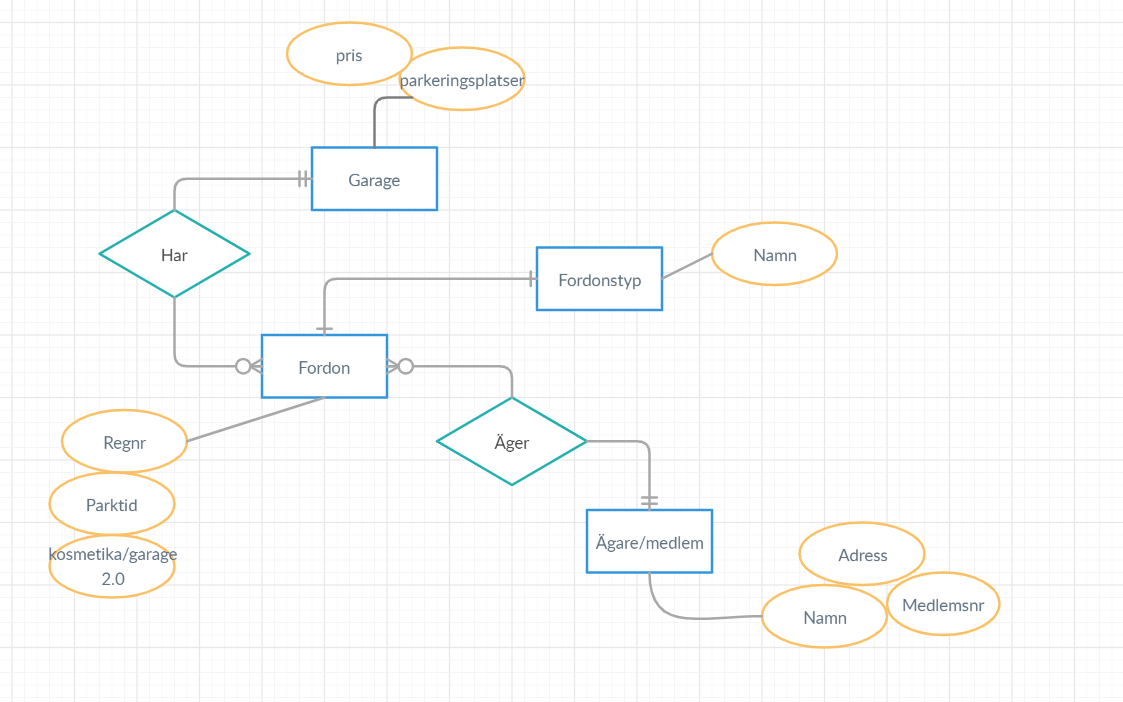 pris
parkeringsplatser
Garage
Har
Fordonstyp
Namn
Fordon
Regnr
Äger
Parktid
kosmetika/garage
2.0
Ägare/medlem
Adress
Medlemsnr
Namn